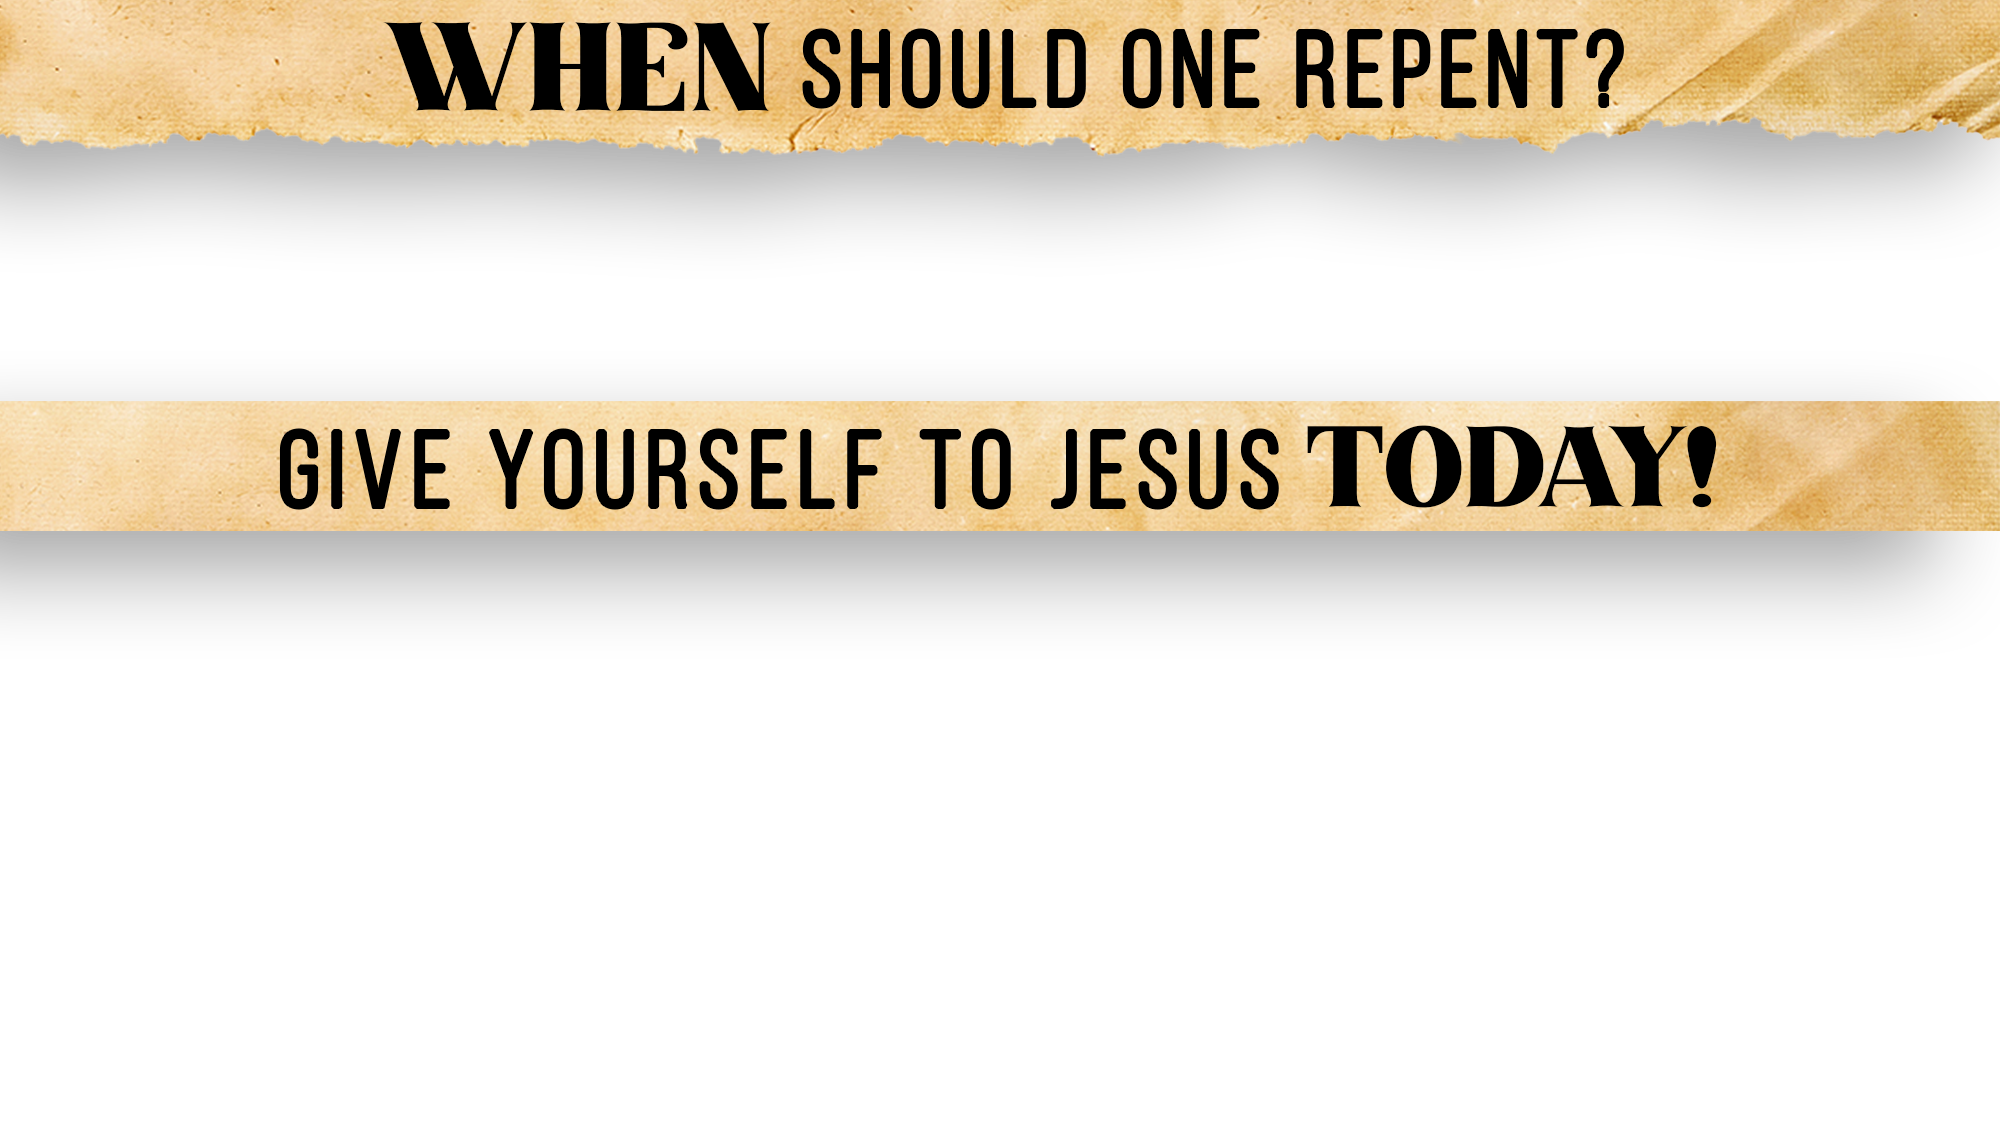 WHEN SHOULD ONE REPENT?
GIVE YOURSELF TO JESUS TODAY!